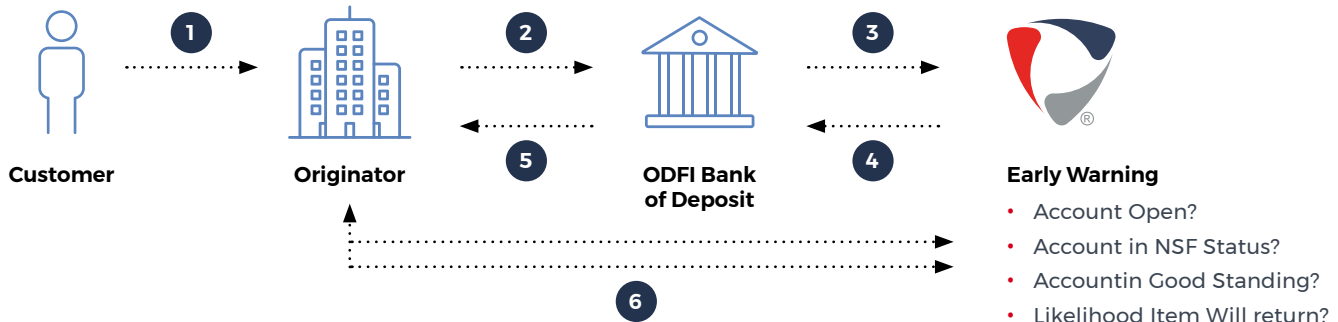 1
2
3
®
5
4
Customer
Originator
ODFI Bank
of Deposit
Early Warning
• Account Open?
• Account in NSF Status?
• Accountin Good Standing?
• Likelihood Item Will return?
6